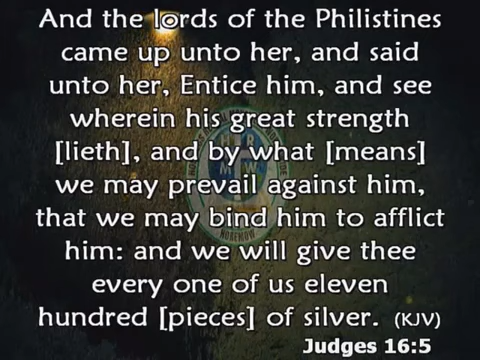 And the lords of the Philistines
came up unto her, and said
unto her, Entice him, and see
wherein his great strength
[lieth], and by what [means]
we may prevail against him,
that we may bind him to afflict
him: and we will give thee
every one of us eleven
hundred [pieces] of silver. (KJV)
Judges 16:5